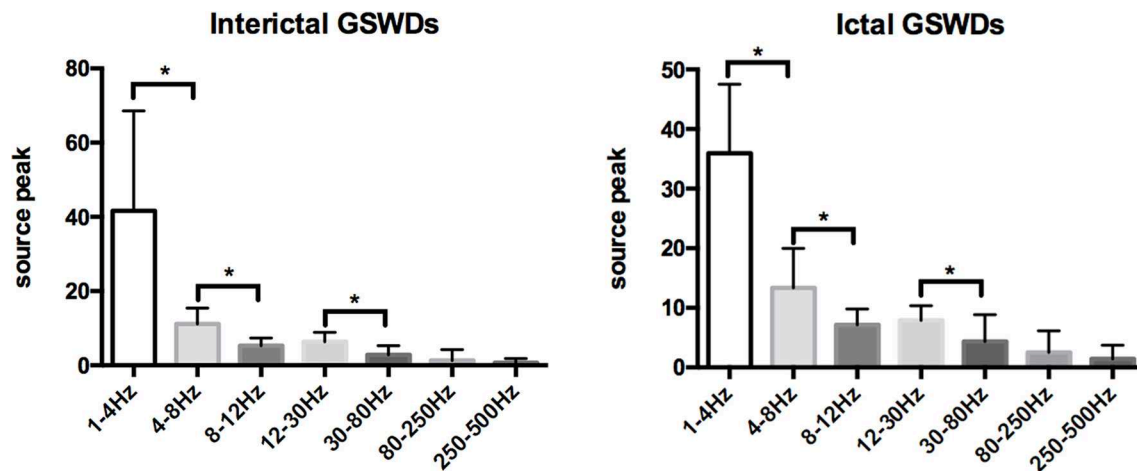 Interictal GSWDs
source peak
80
60
40
20
0
*
*
*
1-4Hz
4-8Hz
8-12Hz
12-30Hz
30-80Hz
80-250Hz
250-500Hz
Ictal GSWDs
source peak
50
40
30
20
10
0
*
*
*
1-4Hz
4-8Hz
8-12Hz
12-30Hz
30-80Hz
80-250Hz
250-500Hz